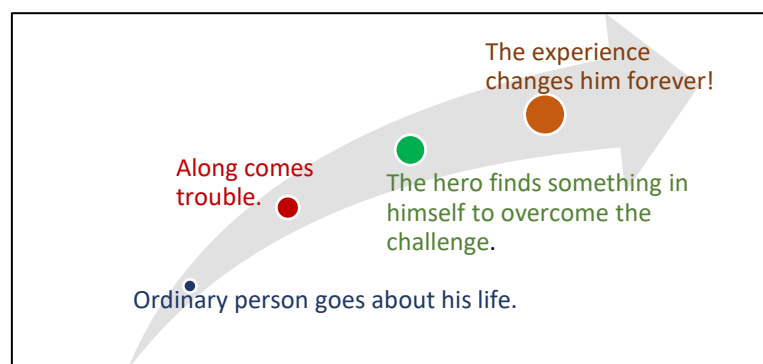 The experience
changes him forever!
Along comes
trouble.
The hero finds something in
himself to overcome the
challenge.
Ordinary person goes about his life.